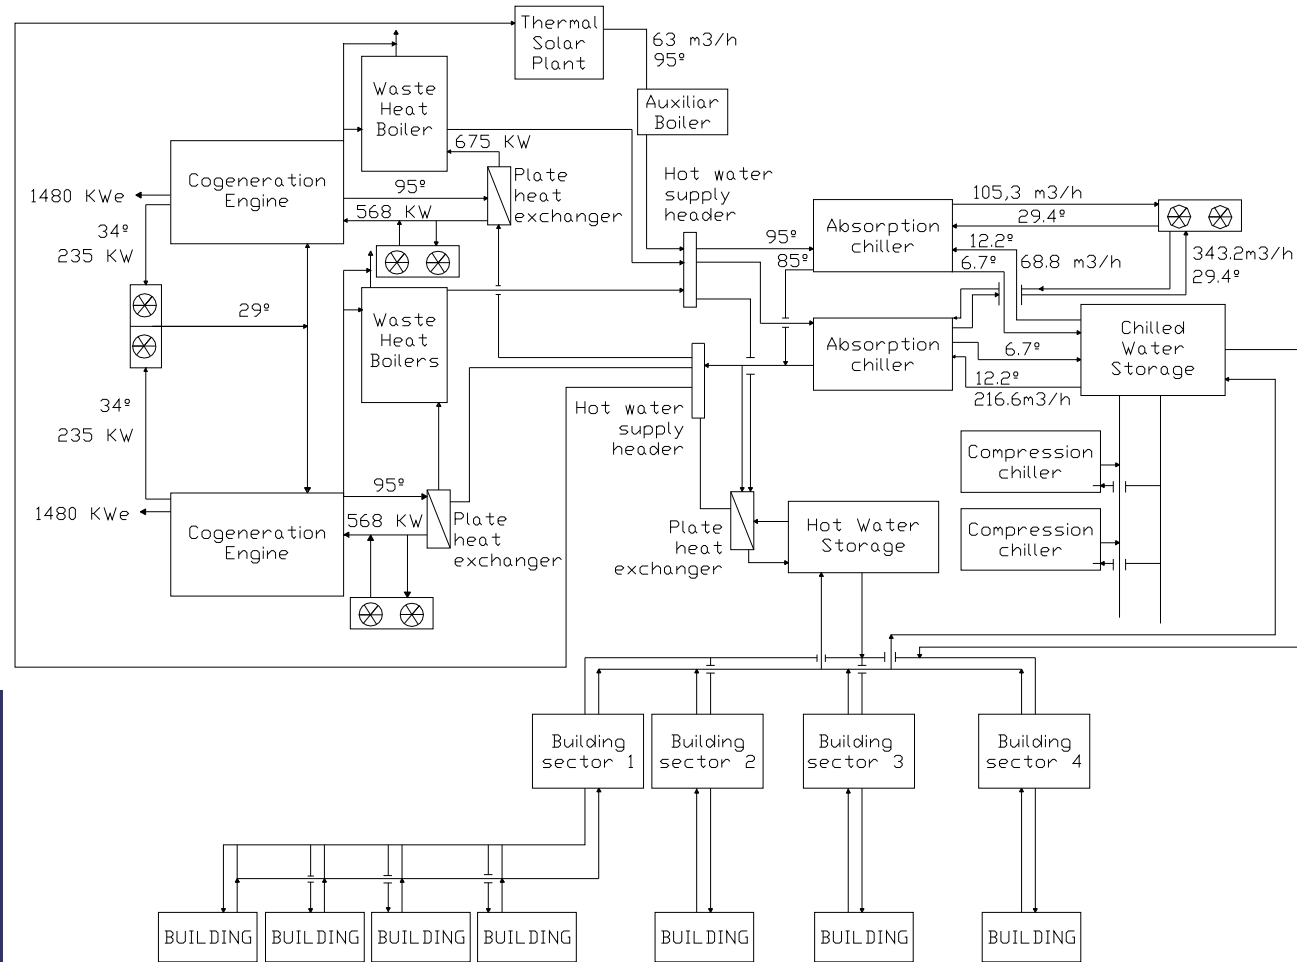 Thermal
Solar
Plant
63 m3/h
95º
Auxiliar
Boiler
Waste
Heat
Boiler
675 KW
Plate
heat
exchanger
Hot water
supply
header
Cogeneration
Engine
1480 KWe
95º
568 KW
34º
235 KW
29º
Waste
Heat
Boilers
Absorption
chiller
95º
85º
105,3 m3/h
29.4º
12.2º
6.7º
68.8 m3/h
343.2m3/h
29.4º
Absorption
chiller
6.7º
12.2º
216.6m3/h
Chilled
Water
Storage
Hot water
supply
header
34º
235 KW
Compression
chiller
Compression
chiller
1480 KWe
Cogeneration
Engine
95º
568 KW
Plate
heat
exchanger
Plate
heat
exchanger
Hot Water
Storage
Building
sector 1
Building
sector 2
Building
sector 3
Building
sector 4
BUILDING
BUILDING
BUILDING
BUILDING
BUILDING
BUILDING
BUILDING